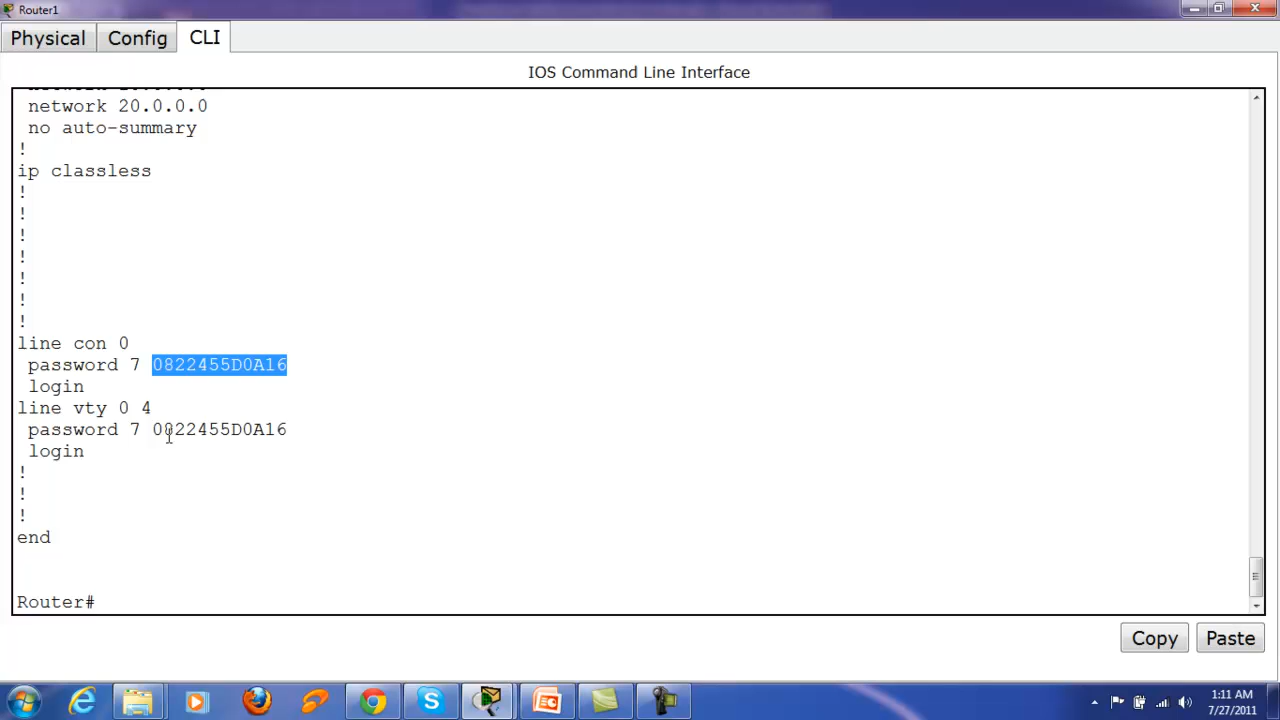 Router1
Physical
Config
CLI
IOS Command Line Interface
network 20.0.0.0
no auto-summary
!
ip classless
!
!
!
!
!
!
!
line con 0
password 7 0822455D0A16
login
line vty 0 4
password 7 0822455D0A16
login
!
!
!
end
Router#
Copy
Paste
1:11 AM
7/27/2011